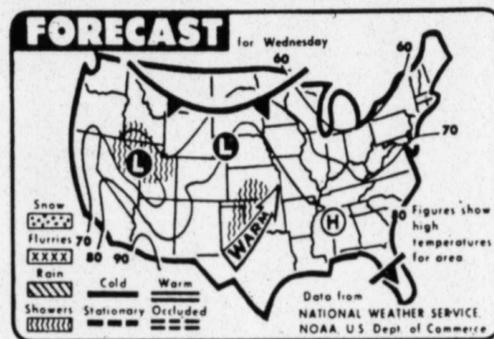 FORECAST
for Wednesday
60
60
70
L
L
WARM
H
80
Snow
Flurries
XXXX
Rain
Showers
70
80
90
Cold
Warm
Stationary
Occluded
Figures show
high
temperatures
for area.
Data from
NATIONAL WEATHER SERVICE,
NOAA, U.S. Dept. of Commerce